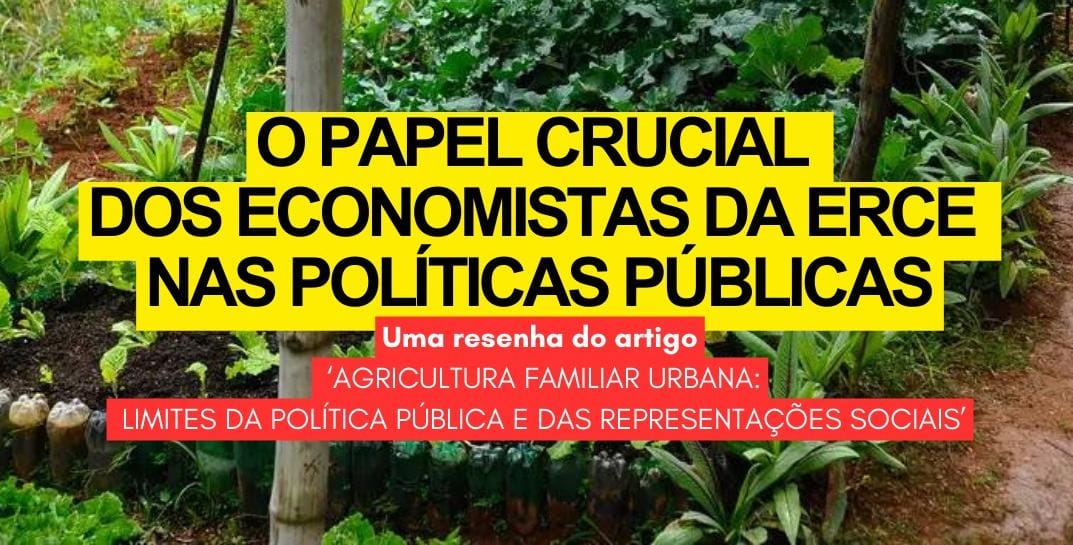 O PAPEL CRUCIAL
DOS ECONOMISTAS DA ERCE
NAS POLÍTICAS PÚBLICAS
Uma resenha do artigo
‘AGRICULTURA FAMILIAR URBANA:
LIMITES DA POLÍTICA PÚBLICA E DAS REPRESENTAÇÕES SOCIAIS’